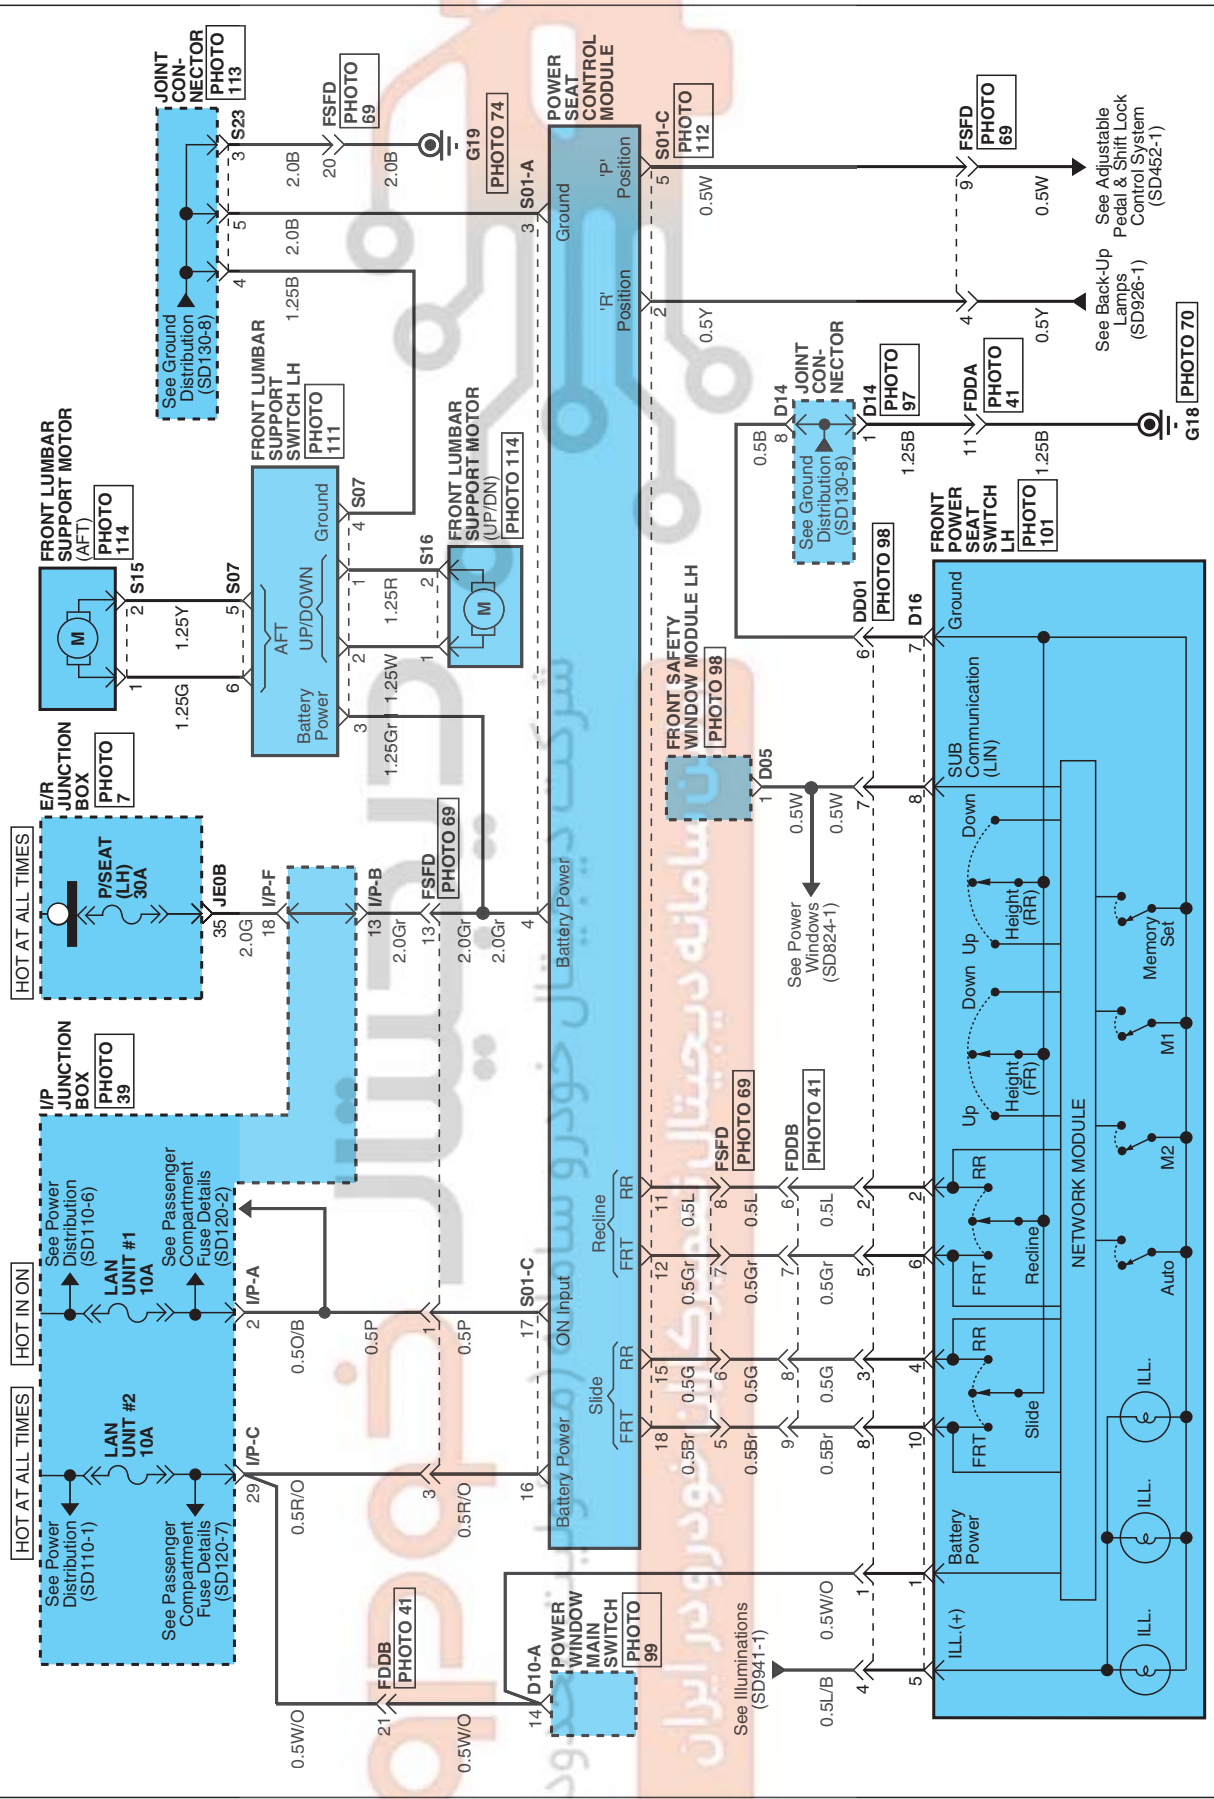 HOT AT ALL TIMES
HOT IN ON
HOT AT ALL TIMES
See Power
Distribution
(SD110-1)
LAN
UNIT #2
10A
See Passenger
Compartment
Fuse Details
(SD120-7)
See Power
Distribution
(SD110-6)
LAN
UNIT #1
10A
See Passenger
Compartment
Fuse Details
(SD120-2)
I/P
JUNCTION
BOX
PHOTO
39
P/SEAT
(LH)
30A
E/R
JUNCTION
BOX
PHOTO
7
FRONT LUMBAR
SUPPORT MOTOR
(AFT)
PHOTO
114
M
JOINT
CON-
NECTOR
PHOTO
113
See Ground
Distribution
(SD130-8)
29
I/P-C
2
I/P-A
35
JE0B
2.0G
18
I/P-F
13
I/P-B
2.0Gr
13
FSFD
PHOTO 69
2.0Gr
1
2
S15
1.25G
1.25Y
6
5
S07
AFT
UP/DOWN
Battery
Power
Ground
FRONT LUMBAR
SUPPORT
SWITCH LH
PHOTO
111
3
2
1
4
S07
1.25Gr
1.25W
1.25R
1
2
S16
M
FRONT LUMBAR
SUPPORT MOTOR
(UP/DN)
PHOTO 114
4
5
3
S23
1.25B
2.0B
2.0B
20
FSFD
PHOTO
69
2.0B
G19
PHOTO 74
0.5W/O
0.5R/O
0.5O/B
0.5P
21
FDDB
PHOTO 41
0.5W/O
3
0.5R/O
1
0.5P
14
D10-A
POWER
WINDOW
MAIN
SWITCH
PHOTO
99
16
17
S01-C
4
3
S01-A
Battery Power
ON Input
Battery Power
Ground
POWER
SEAT
CONTROL
MODULE
Slide
FRT
RR
Recline
FRT
RR
'R'
Position
'P'
Position
18
15
12
11
2
5
S01-C
PHOTO
112
0.5Br
0.5G
0.5Gr
0.5L
0.5Y
0.5W
5
6
7
8
FSFD
PHOTO 69
0.5Br
0.5G
0.5Gr
0.5L
9
8
7
6
FDDB
PHOTO 41
0.5Br
0.5G
0.5Gr
0.5L
FRONT SAFETY
WINDOW MODULE LH
PHOTO 98
1
D05
0.5W
0.5W
See Power
Windows
(SD824-1)
0.5B
8
D14
JOINT
CON-
NECTOR
See Ground
Distribution
(SD130-8)
1
D14
PHOTO
97
1.25B
11
FDDA
PHOTO
41
1.25B
G18
PHOTO 70
4
9
FSFD
PHOTO
69
0.5Y
0.5W
See Back-Up
Lamps
(SD926-1)
See Adjustable
Pedal & Shift Lock
Control System
(SD452-1)
See Illuminations
(SD941-1)
0.5L/B
0.5W/O
4
1
8
3
5
2
7
6
DD01
PHOTO 98
5
1
10
4
6
2
8
7
D16
ILL.(+)
Battery
Power
FRT
RR
Slide
FRT
RR
Recline
Up
Down
Height
(FR)
Up
Down
Height
(RR)
SUB
Communication
(LIN)
Ground
FRONT
POWER
SEAT
SWITCH
LH
PHOTO
101
NETWORK MODULE
ILL.
ILL.
ILL.
Auto
M2
M1
Memory
Set